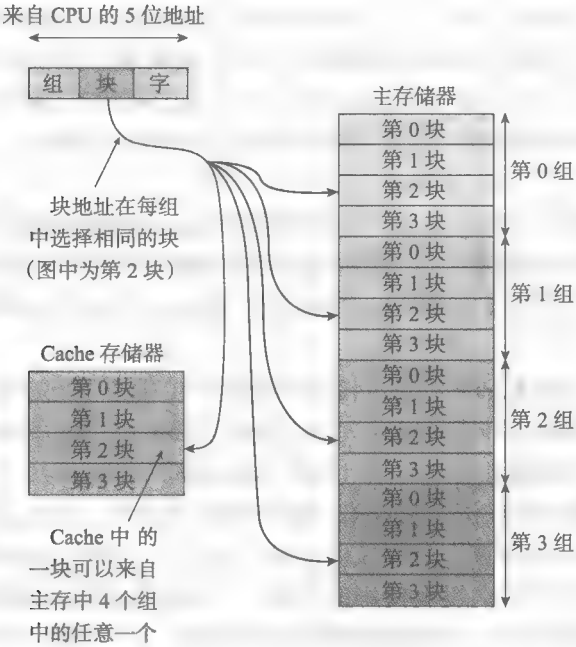 来自 CPU 的 5 位地址
组 块 字
块地址在每组
中选择相同的块
（图中为第 2 块）
Cache 存储器
第 0 块
第 1 块
第 2 块
第 3 块
Cache 中 的
一块可以来自
主存中 4 个组
中的任意一个
主存储器
第 0 块
第 1 块
第 2 块
第 3 块
第 0 组
第 0 块
第 1 块
第 2 块
第 3 块
第 1 组
第 0 块
第 1 块
第 2 块
第 3 块
第 2 组
第 0 块
第 1 块
第 2 块
第 3 块
第 3 组